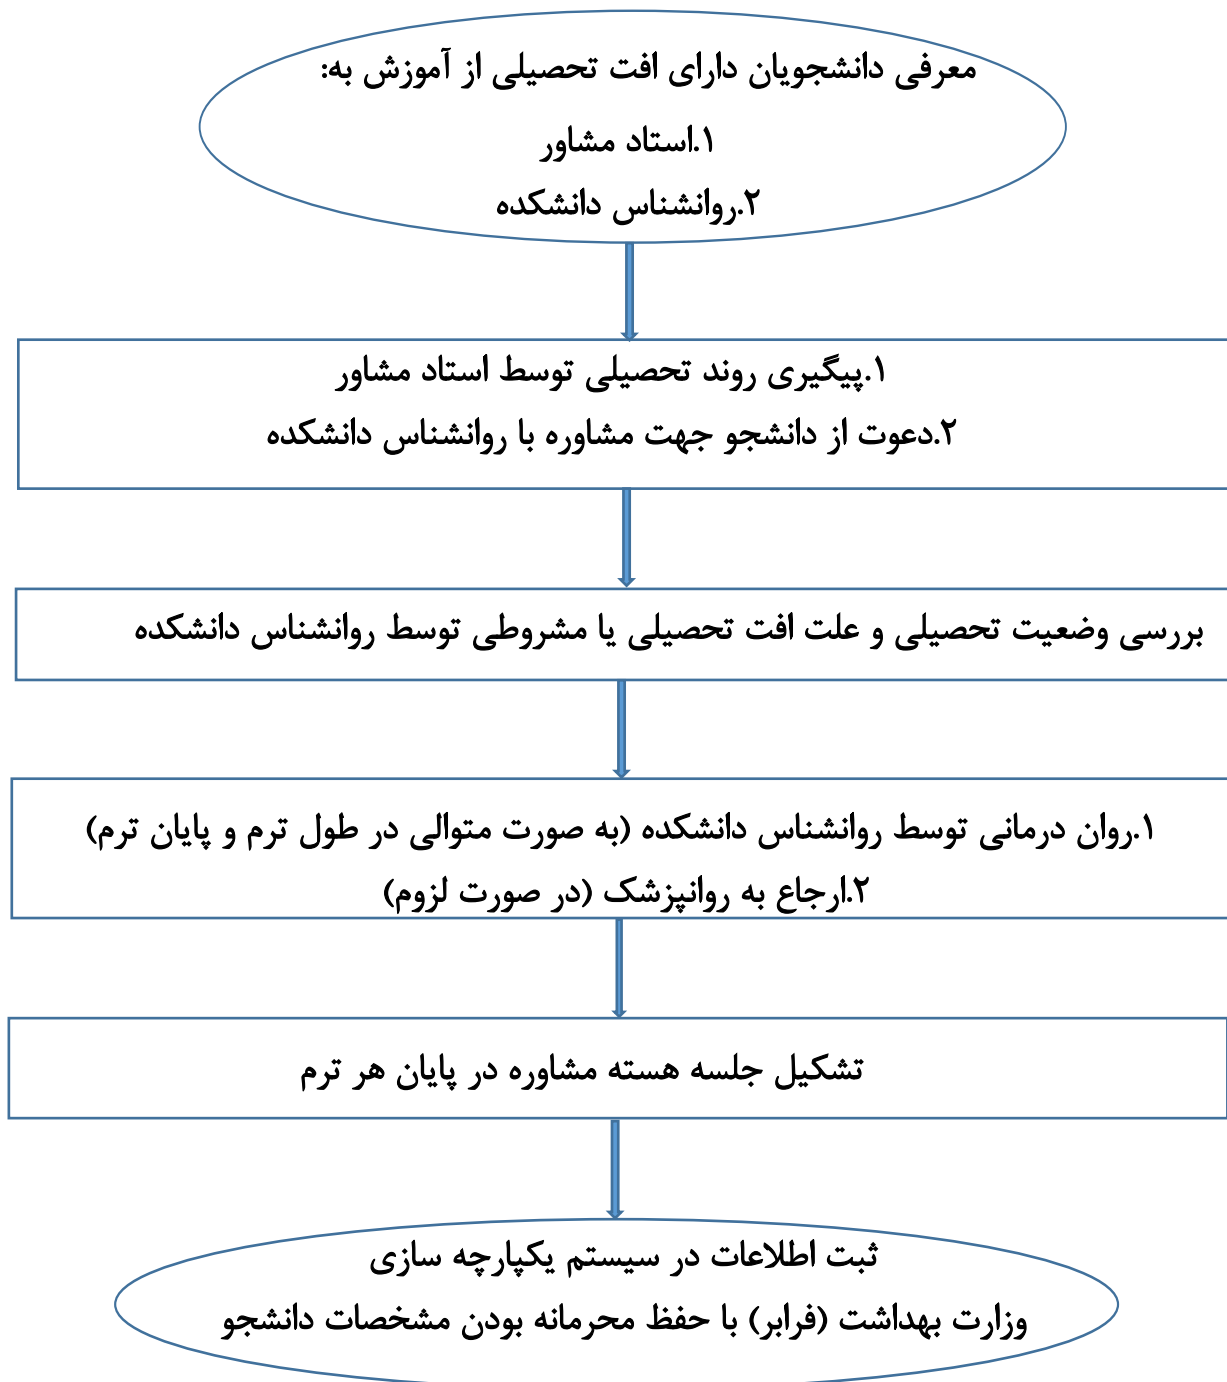 معرفی دانشجویان دارای افت تحصیلی از آموزش به:
۱.استاد مشاور
۲.روانشناس دانشکده
۱.پیگیری روند تحصیلی توسط استاد مشاور
۲.دعوت از دانشجو جهت مشاوره با روانشناس دانشکده
بررسی وضعیت تحصیلی و علت افت تحصیلی یا مشروطی توسط روانشناس دانشکده
۱.روان درمانی توسط روانشناس دانشکده (به صورت متوالی در طول ترم و پایان ترم)
۲.ارجاع به روانپزشک (در صورت لزوم)
تشکیل جلسه هسته مشاوره در پایان هر ترم
ثبت اطلاعات در سیستم یکپارچه سازی
وزارت بهداشت (فرابر) با حفظ محرمانه بودن مشخصات دانشجو